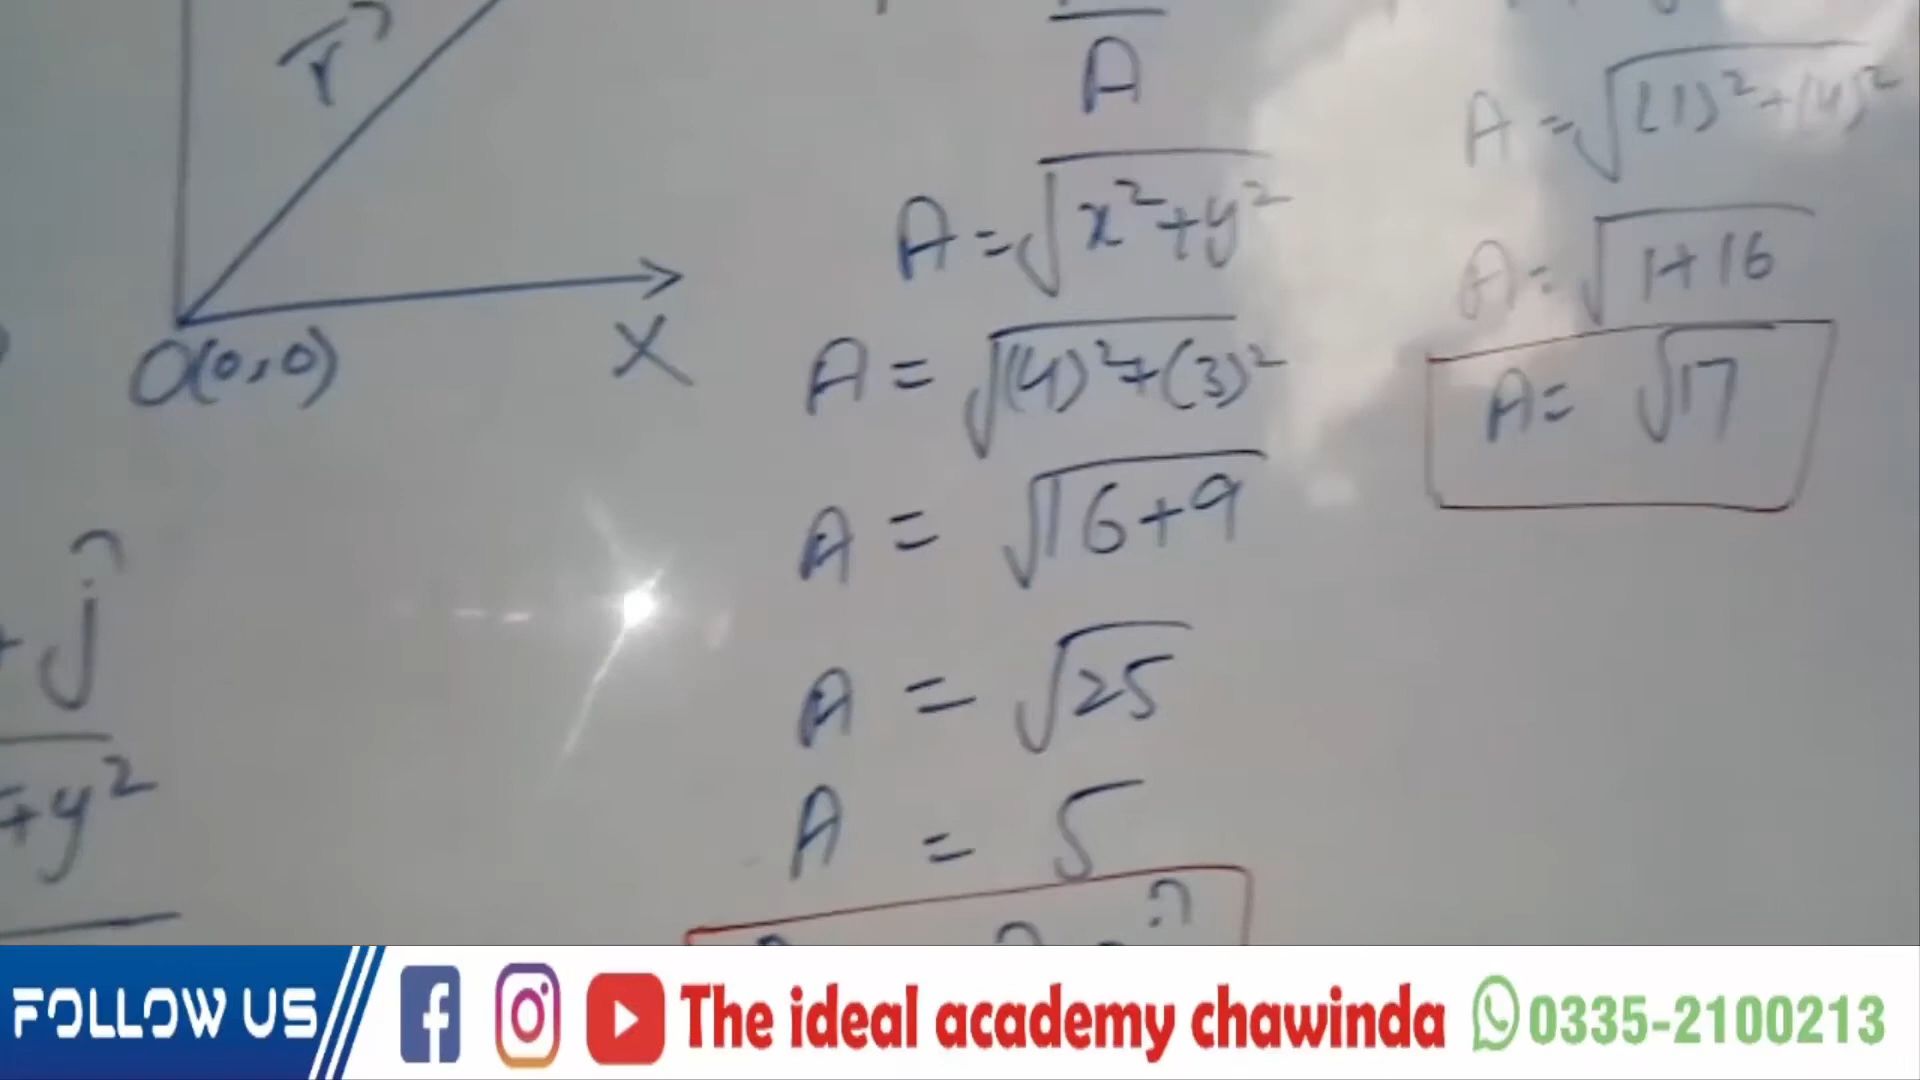 r
O(0,0)
X
A
A = √x²+y²
A = √(4)²+(3)²
A = √16+9
A = √25
A = 5
A = √(1)²+(4)²
A = √1+16
A = √17
+ ĵ
+y²
FOLLOW US
The ideal academy chawinda
0335-2100213